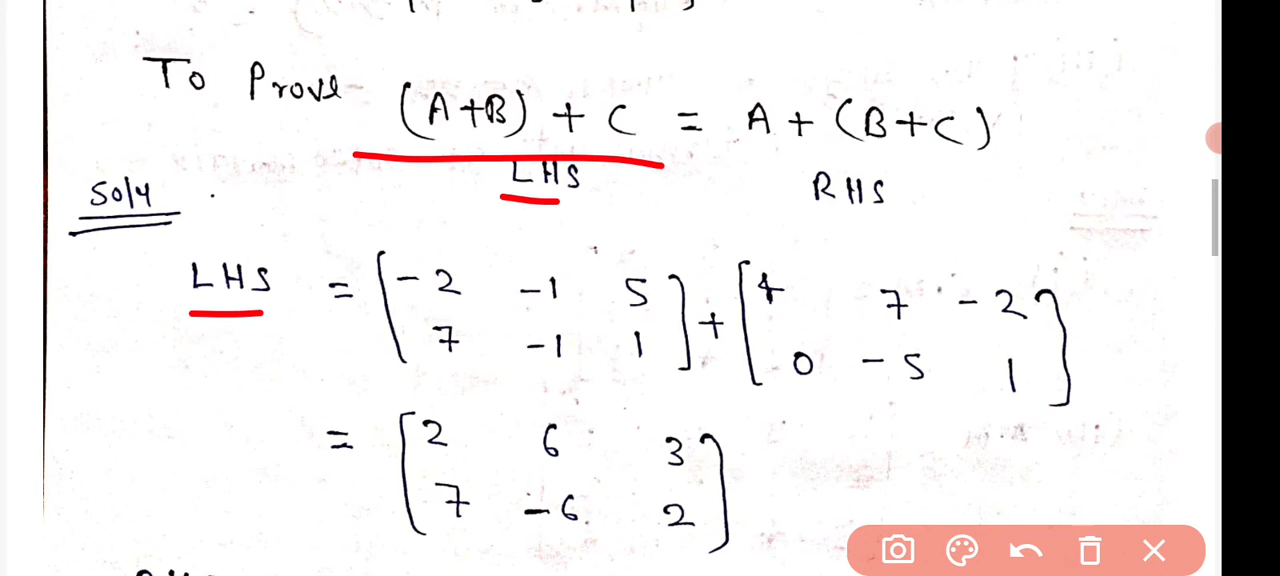 To Prove (A+B) + C = A + (B+C)
LHS RHS
Soln
LHS = [-2 -1 5] + [4 7 -2]
[7 -1 1] [0 -5 1]
= [2 6 3]
[7 -6 2]